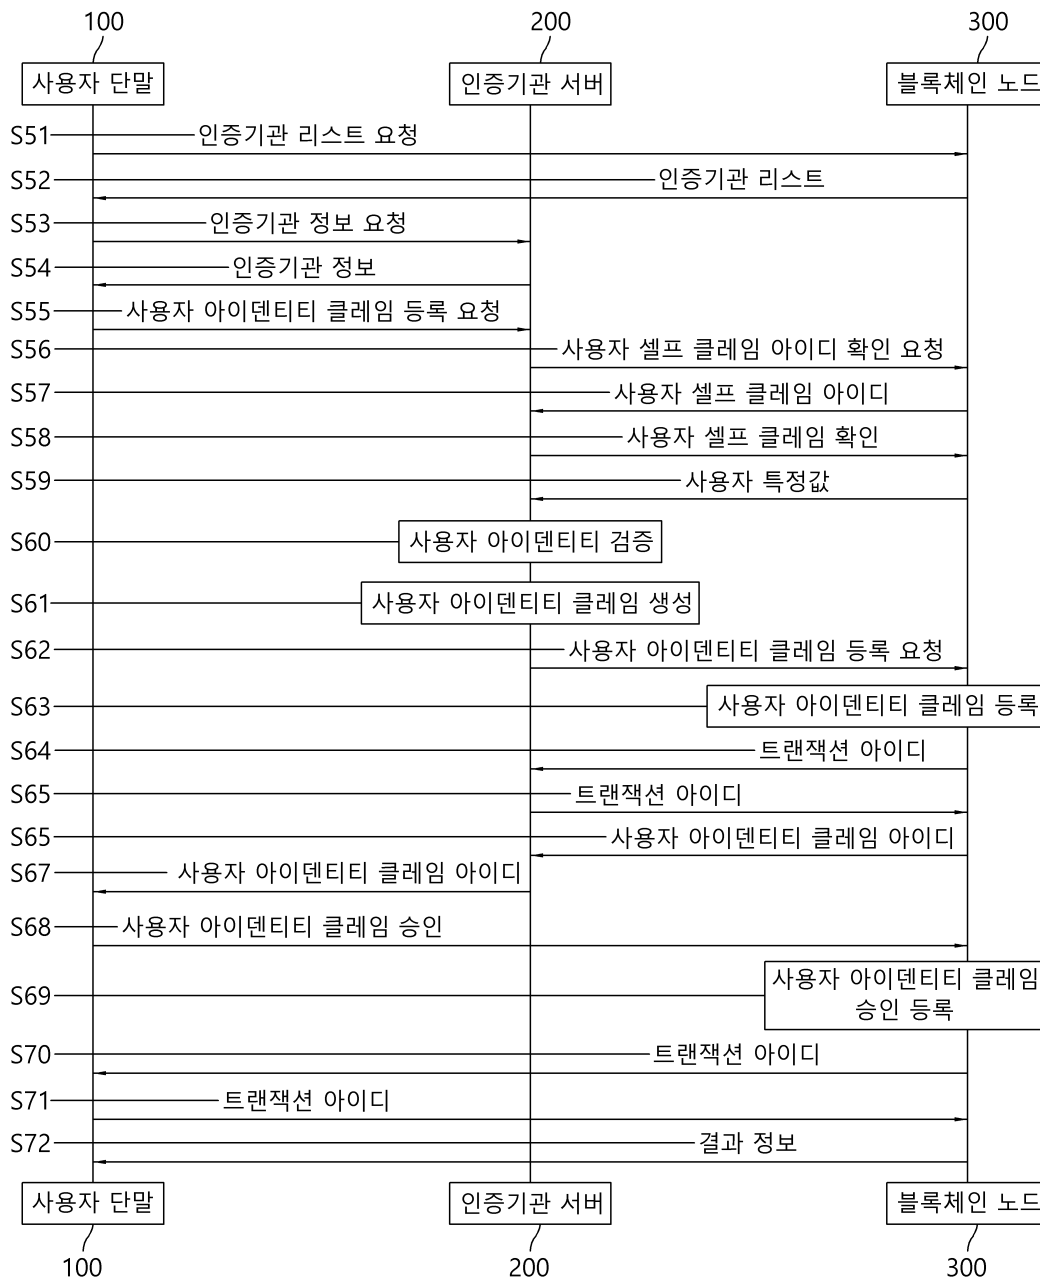 100
200
300
사용자 단말
인증기관 서버
블록체인 노드
S51
인증기관 리스트 요청
S52
인증기관 리스트
S53
인증기관 정보 요청
S54
인증기관 정보
S55
사용자 아이덴티티 클레임 등록 요청
S56
사용자 셀프 클레임 아이디 확인 요청
S57
사용자 셀프 클레임 아이디
S58
사용자 셀프 클레임 확인
S59
사용자 특정값
S60
사용자 아이덴티티 검증
S61
사용자 아이덴티티 클레임 생성
S62
사용자 아이덴티티 클레임 등록 요청
S63
사용자 아이덴티티 클레임 등록
S64
트랜잭션 아이디
S65
트랜잭션 아이디
S65
사용자 아이덴티티 클레임 아이디
S67
사용자 아이덴티티 클레임 아이디
S68
사용자 아이덴티티 클레임 승인
S69
사용자 아이덴티티 클레임
승인 등록
S70
트랜잭션 아이디
S71
트랜잭션 아이디
S72
결과 정보
사용자 단말
인증기관 서버
블록체인 노드
100
200
300